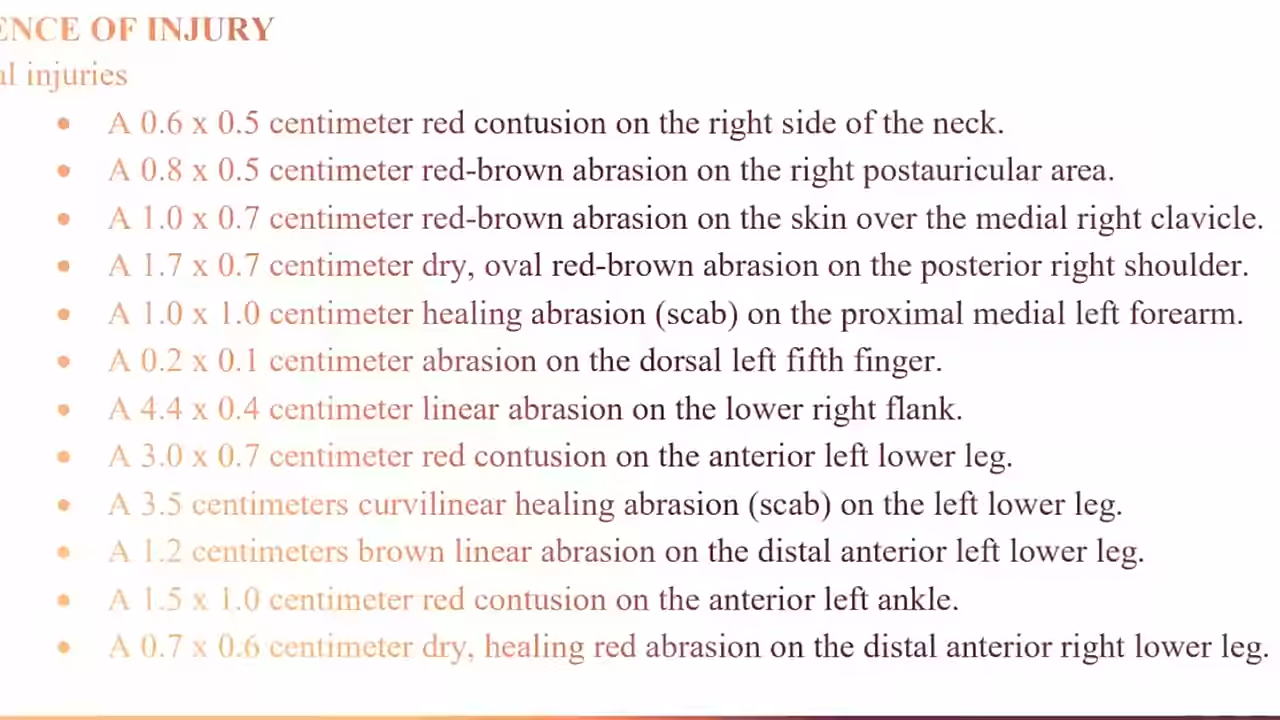 ENCE OF INJURY
al injuries
• A 0.6 x 0.5 centimeter red contusion on the right side of the neck.
• A 0.8 x 0.5 centimeter red-brown abrasion on the right postauricular area.
• A 1.0 x 0.7 centimeter red-brown abrasion on the skin over the medial right clavicle.
• A 1.7 x 0.7 centimeter dry, oval red-brown abrasion on the posterior right shoulder.
• A 1.0 x 1.0 centimeter healing abrasion (scab) on the proximal medial left forearm.
• A 0.2 x 0.1 centimeter abrasion on the dorsal left fifth finger.
• A 4.4 x 0.4 centimeter linear abrasion on the lower right flank.
• A 3.0 x 0.7 centimeter red contusion on the anterior left lower leg.
• A 3.5 centimeters curvilinear healing abrasion (scab) on the left lower leg.
• A 1.2 centimeters brown linear abrasion on the distal anterior left lower leg.
• A 1.5 x 1.0 centimeter red contusion on the anterior left ankle.
• A 0.7 x 0.6 centimeter dry, healing red abrasion on the distal anterior right lower leg.